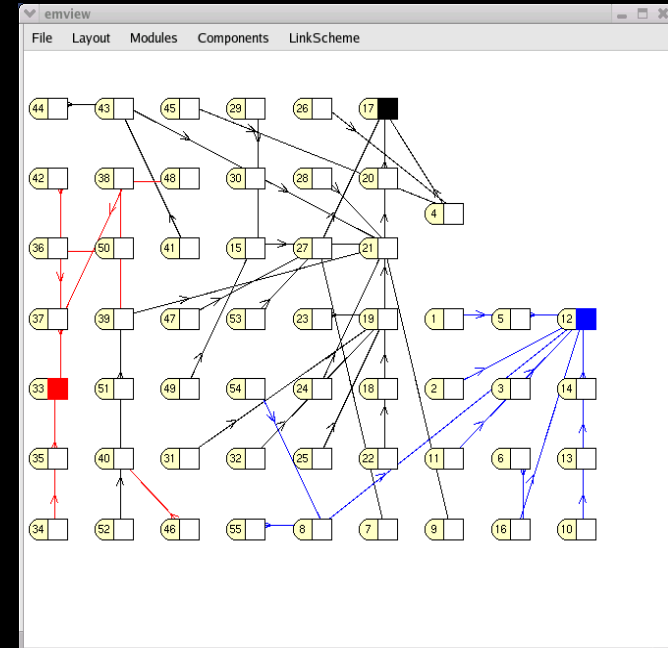 emview
File Layout Modules Components LinkScheme
44 43 45 29 26 17
42 38 48 30 28 20
4
36 50 41 15 27 21
37 39 47 53 23 19 1 5 12
33 51 49 54 24 18 2 3 14
35 40 31 32 25 22 11 6 13
34 52 46 55 8 7 9 16 10